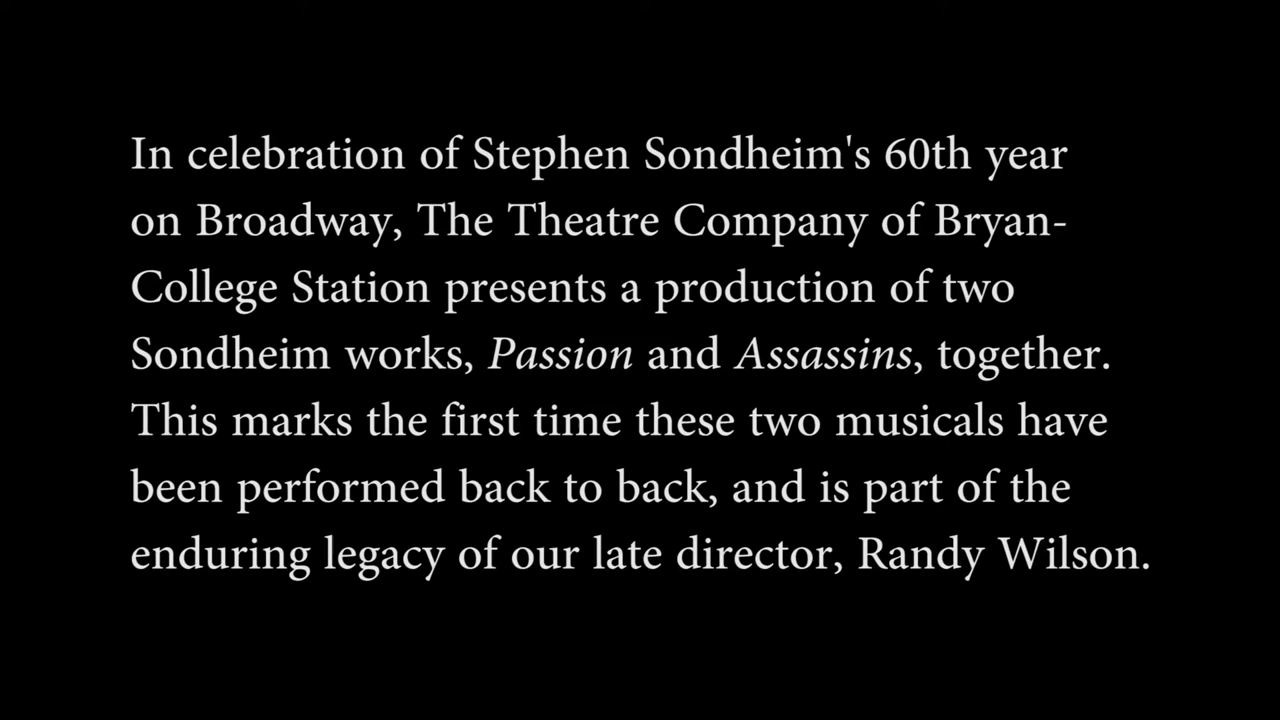 In celebration of Stephen Sondheim's 60th year
on Broadway, The Theatre Company of Bryan-
College Station presents a production of two
Sondheim works, Passion and Assassins, together.
This marks the first time these two musicals have
been performed back to back, and is part of the
enduring legacy of our late director, Randy Wilson.